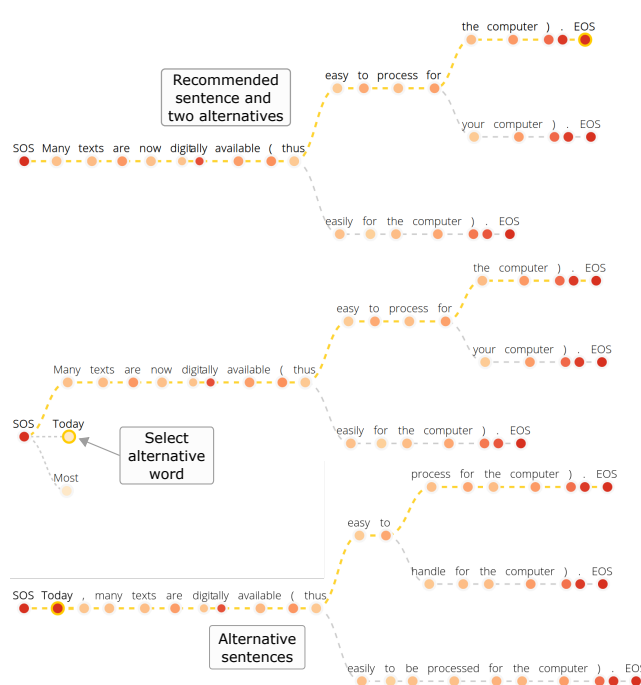 the computer ) . EOS
easy to process for
Recommended
sentence and
two alternatives
your computer ) . EOS
SOS Many texts are now digitally available ( thus
easily for the computer ) . EOS
the computer ) . EOS
easy to process for
your computer ) . EOS
Many texts are now digitally available ( thus
SOS Today
easily for the computer ) . EOS
Select
alternative
word
Most
process for the computer ) . EOS
easy to
handle for the computer ) . EOS
SOS Today , many texts are digitally available ( thus
Alternative
sentences
easily to be processed for the computer ) . EOS